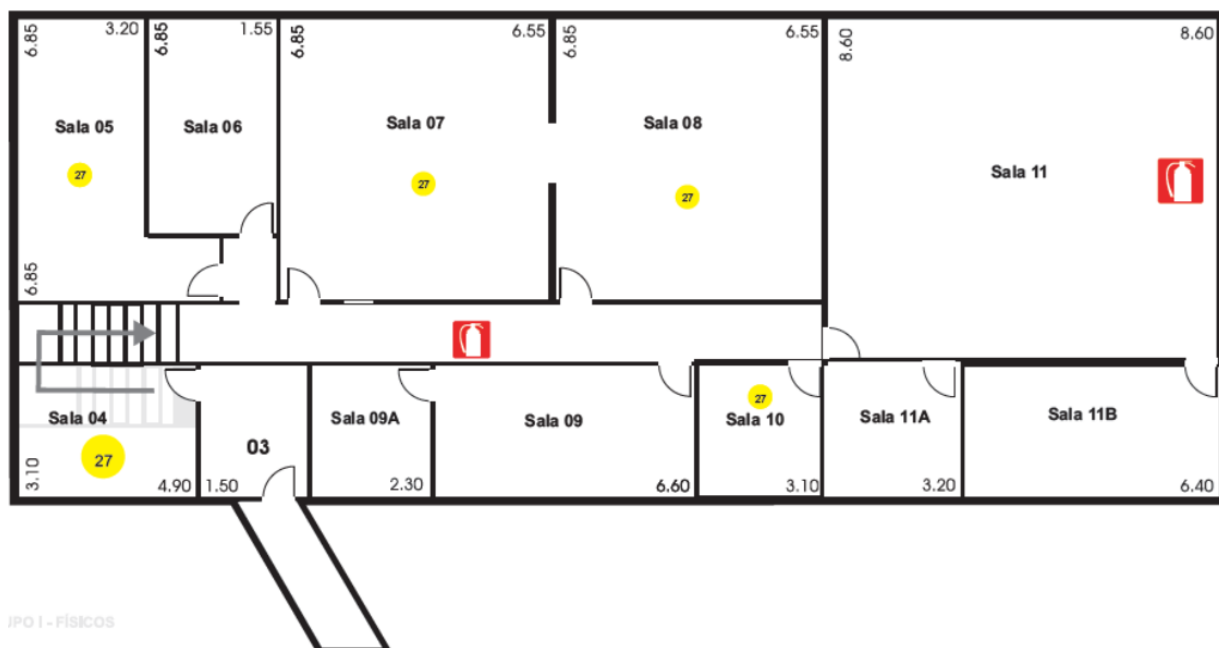 6.85
3.20
6.85
1.55
6.85
6.55
6.85
6.55
8.60
8.60
Sala 05
Sala 06
Sala 07
Sala 08
Sala 11
27
27
27
6.85
Sala 04
27
3.10
4.90
03
1.50
Sala 09A
2.30
Sala 09
6.60
27
Sala 10
3.10
Sala 11A
3.20
Sala 11B
6.40
UPO I - FÍSICOS